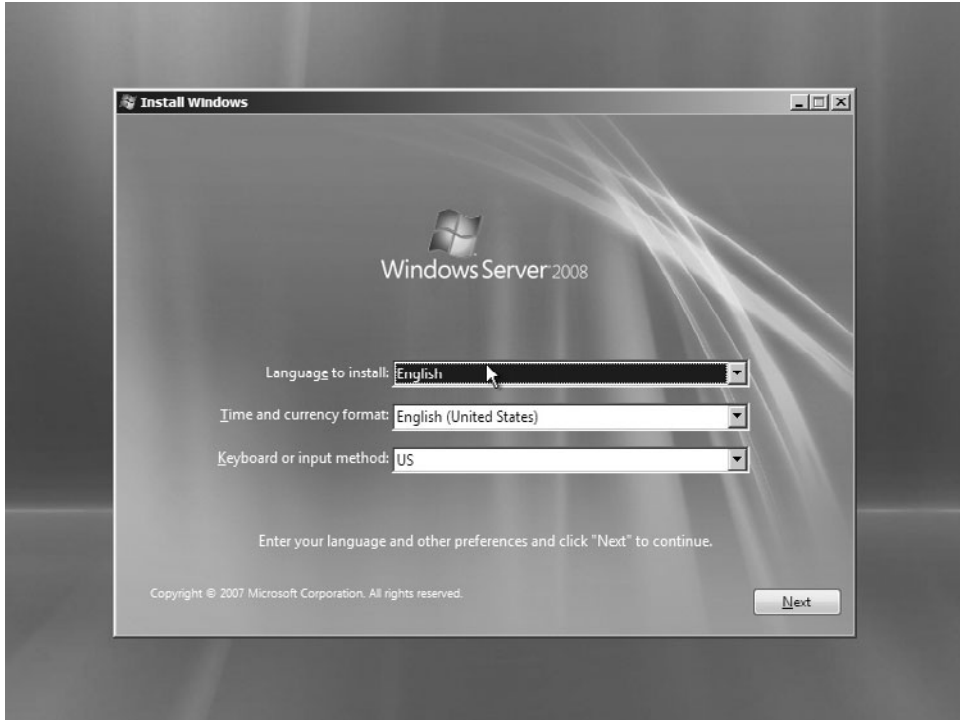 Install Windows
Windows Server 2008
Language to install: English
Time and currency format: English (United States)
Keyboard or input method: US
Enter your language and other preferences and click "Next" to continue.
Copyright © 2007 Microsoft Corporation. All rights reserved.
Next